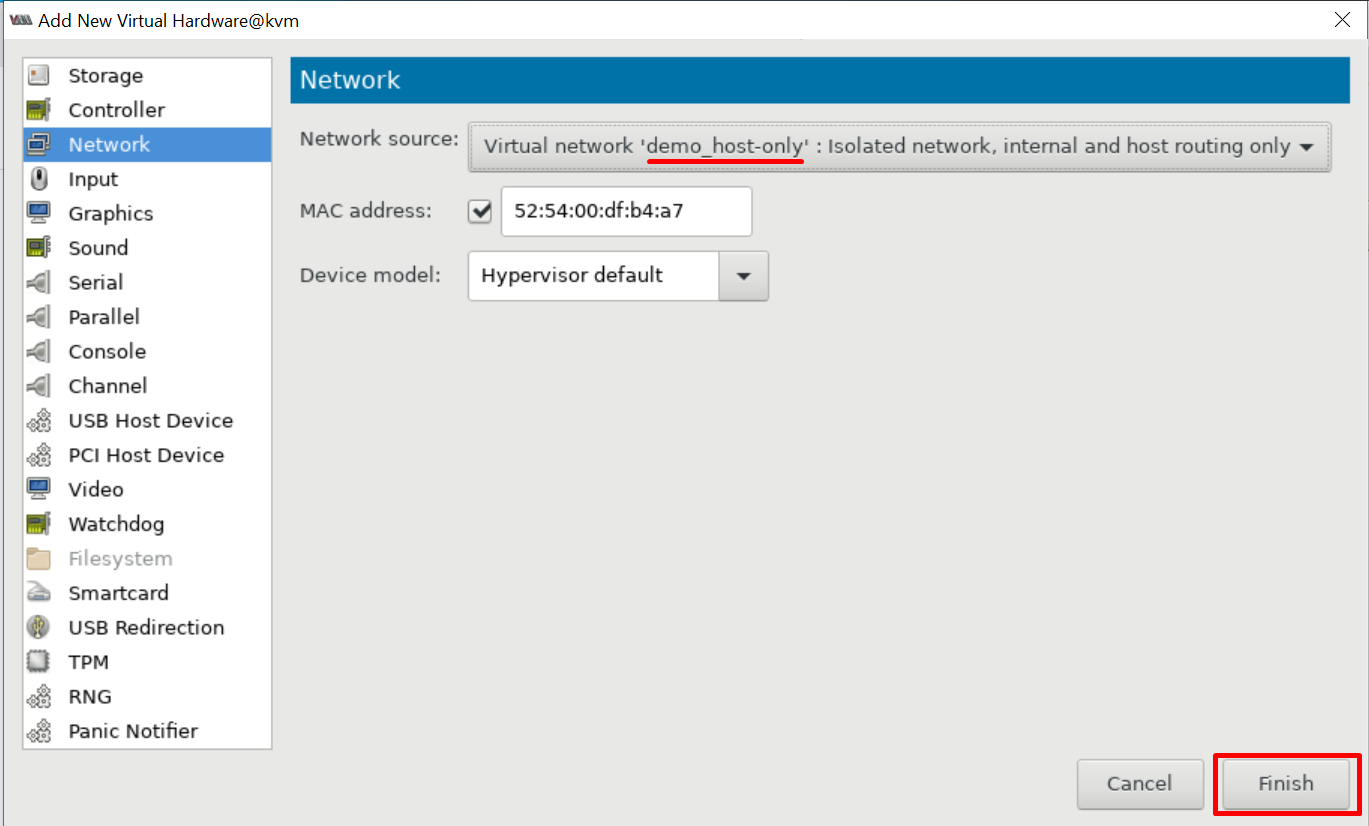 Add New Virtual Hardware@kvm
Storage
Controller
Network
Input
Graphics
Sound
Serial
Parallel
Console
Channel
USB Host Device
PCI Host Device
Video
Watchdog
Filesystem
Smartcard
USB Redirection
TPM
RNG
Panic Notifier
Network
Network source: Virtual network 'demo_host-only' : Isolated network, internal and host routing only
MAC address: 52:54:00:df:b4:a7
Device model: Hypervisor default
Cancel Finish